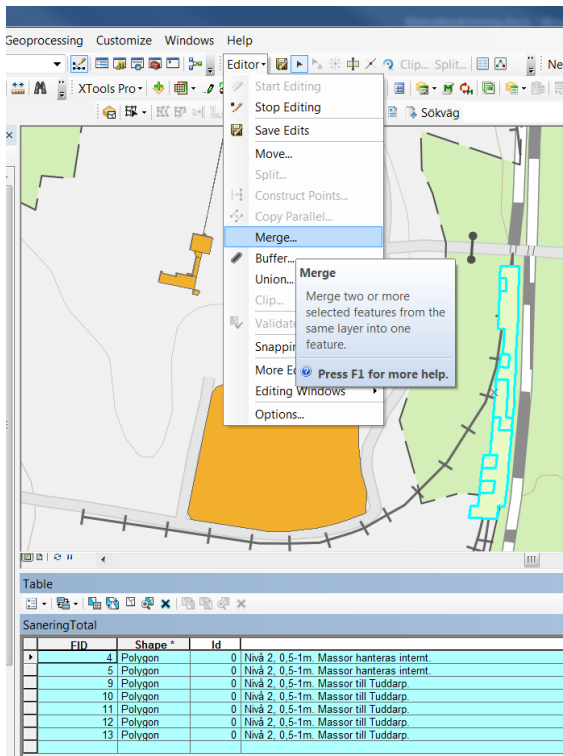 Geoprocessing Customize Windows Help
Editor Clip... Split... Ne
XTools Pro
Sökväg
Start Editing
Stop Editing
Save Edits
Move...
Split...
Construct Points...
Copy Parallel...
Merge...
Buffer...
Union...
Clip...
Validate
Snappin
More Ed
Editing Windows
Options...
Merge
Merge two or more
selected features from the
same layer into one
feature.
Press F1 for more help.
Table
SaneringTotal
FID Shape * Id
4 Polygon 0 Nivå 2, 0,5-1m. Massor hanteras internt.
5 Polygon 0 Nivå 2, 0,5-1m. Massor hanteras internt.
9 Polygon 0 Nivå 2, 0,5-1m. Massor till Tuddarp.
10 Polygon 0 Nivå 2, 0,5-1m. Massor till Tuddarp.
11 Polygon 0 Nivå 2, 0,5-1m. Massor till Tuddarp.
12 Polygon 0 Nivå 2, 0,5-1m. Massor till Tuddarp.
13 Polygon 0 Nivå 2, 0,5-1m. Massor till Tuddarp.